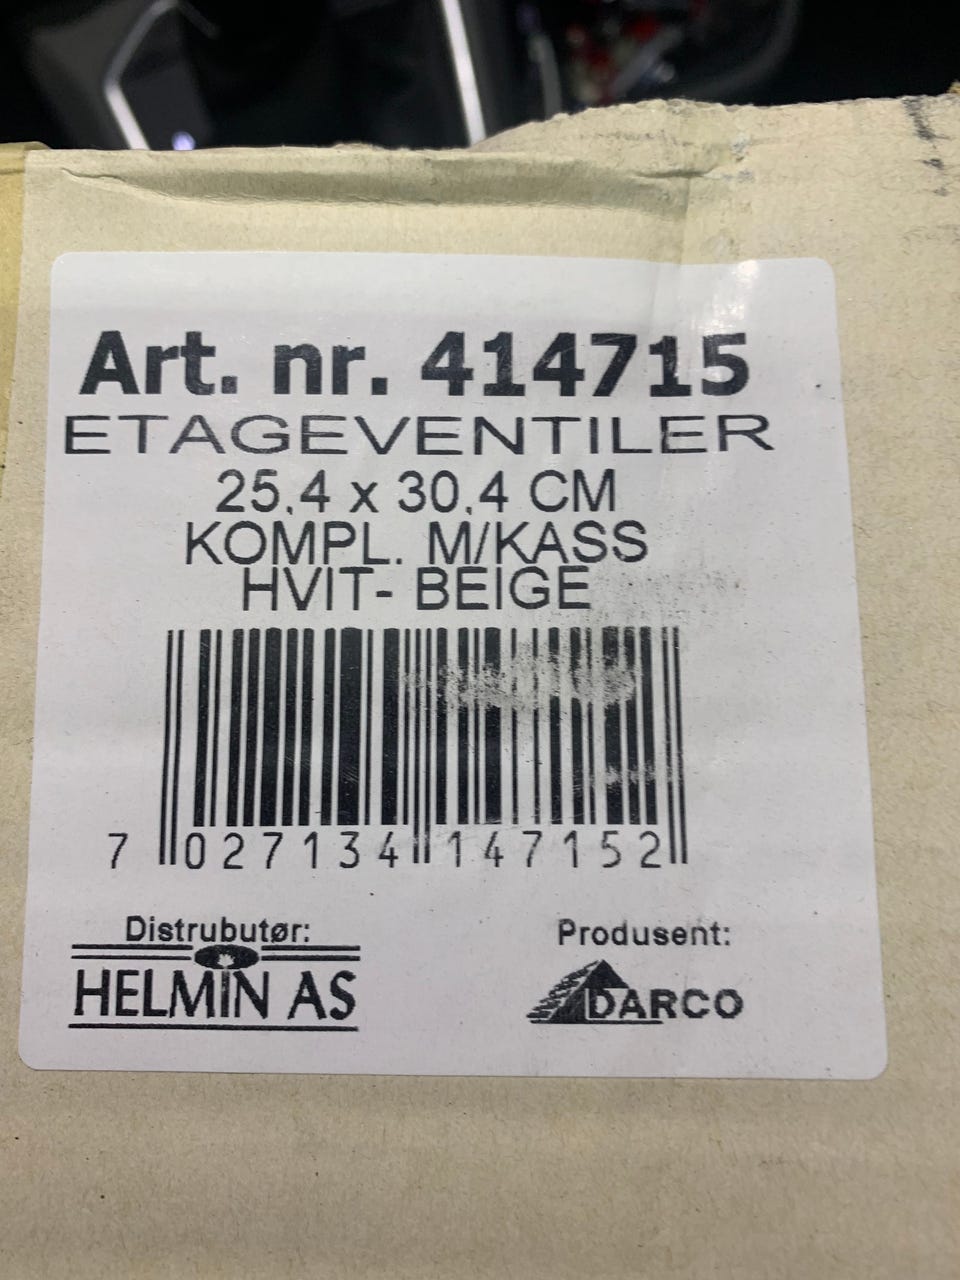 Art. nr. 414715
ETAGEVENTILER
25,4 x 30,4 CM
KOMPL. M/KASS
HVIT- BEIGE
7 027134 147152
Distrubutør:
HELMIN AS
Produsent:
DARCO